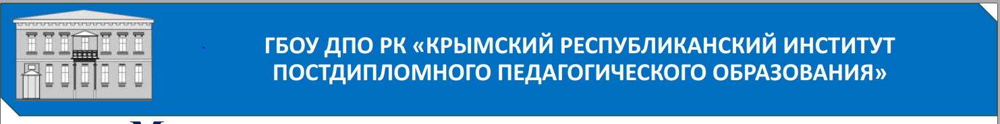 ГБОУ ДПО РК «КРЫМСКИЙ РЕСПУБЛИКАНСКИЙ ИНСТИТУТ
ПОСТДИПЛОМНОГО ПЕДАГОГИЧЕСКОГО ОБРАЗОВАНИЯ»